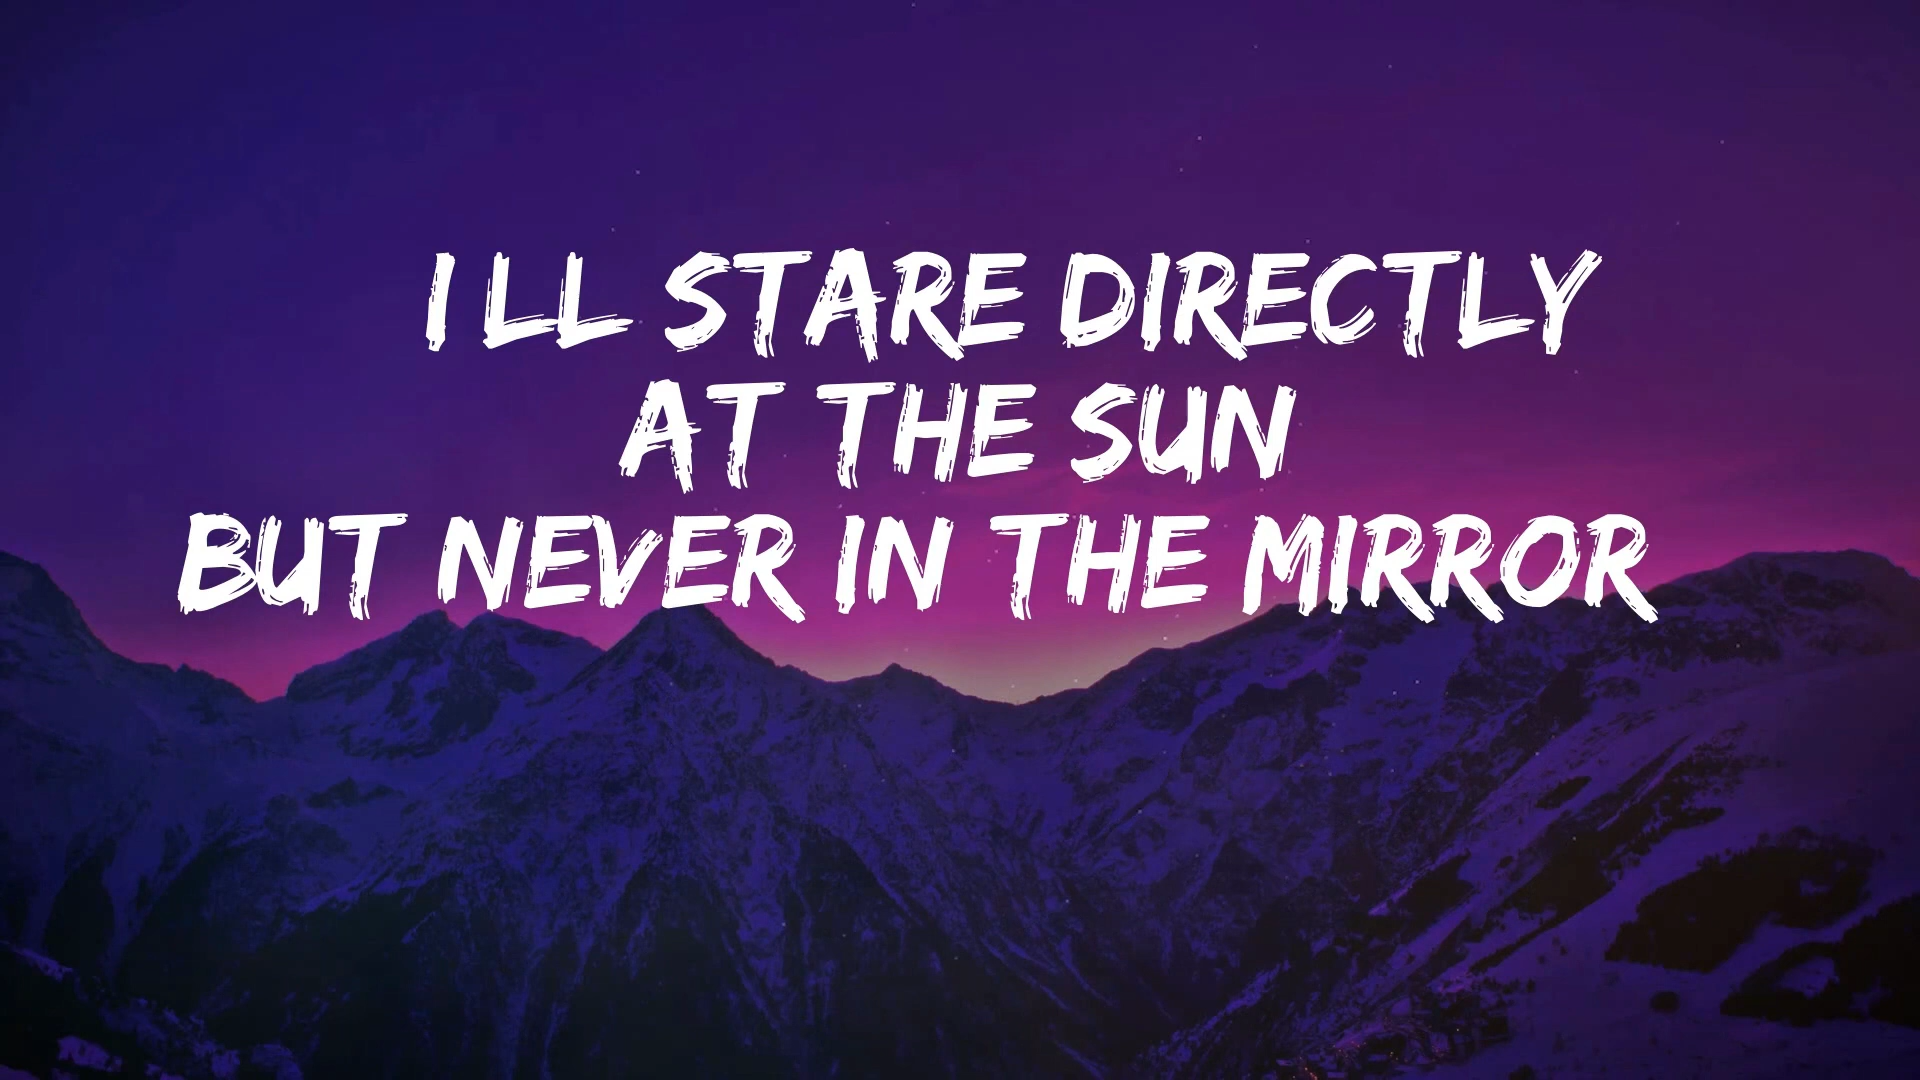 I LL STARE DIRECTLY
AT THE SUN
BUT NEVER IN THE MIRROR